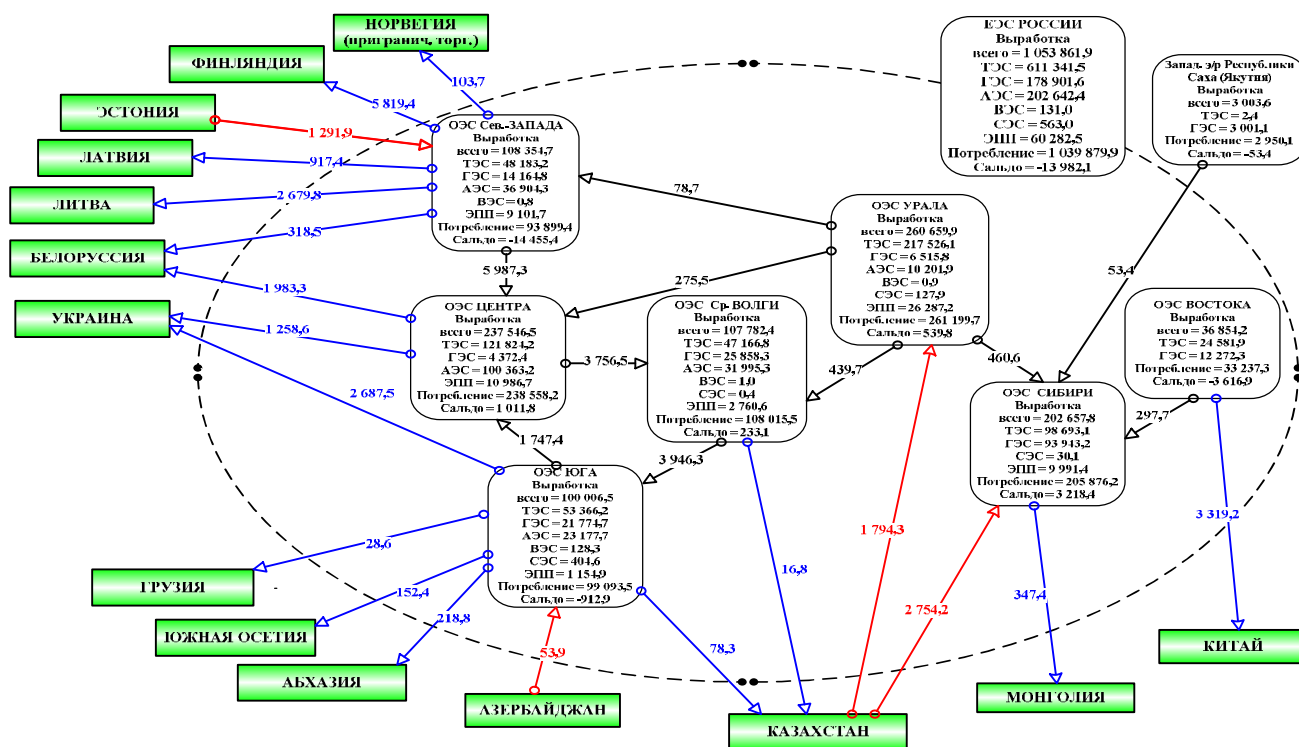 НОРВЕГИЯ
(пригранич. торг.)
ФИНЛЯНДИЯ
ЭСТОНИЯ
ЛАТВИЯ
ЛИТВА
БЕЛОРУССИЯ
УКРАИНА
103,7
5 819,4
1 291,9
917,4
2 679,8
318,5
1 983,3
1 258,6
2 687,5
ОЭС Сев.-ЗАПАДА
Выработка
всего = 108 354,7
ТЭС = 48 183,2
ГЭС = 14 164,8
АЭС = 36 904,3
ВЭС = 0,8
ЭПП = 9 101,7
Потребление = 93 899,4
Сальдо = -14 455,4
ЕЭС РОССИИ
Выработка
всего = 1 053 861,9
ТЭС = 611 341,5
ГЭС = 178 901,6
АЭС = 202 642,4
ВЭС = 131,0
СЭС = 563,0
ЭПП = 60 282,5
Потребление = 1 039 879,9
Сальдо = -13 982,1
Запад. э/р Республики
Саха (Якутия)
Выработка
всего = 3 003,6
ТЭС = 2,4
ГЭС = 3 001,1
Потребление = 2 950,1
Сальдо = -53,4
78,7
5 987,3
275,5
53,4
ОЭС УРАЛА
Выработка
всего = 260 659,9
ТЭС = 217 526,1
ГЭС = 6 515,8
АЭС = 10 201,9
ВЭС = 0,9
СЭС = 127,9
ЭПП = 26 287,2
Потребление = 261 199,7
Сальдо = 539,8
ОЭС ЦЕНТРА
Выработка
всего = 237 546,5
ТЭС = 121 824,2
ГЭС = 4 372,4
АЭС = 100 363,2
ЭПП = 10 986,7
Потребление = 238 558,2
Сальдо = 1 011,8
3 756,5
ОЭС Ср. ВОЛГИ
Выработка
всего = 107 782,4
ТЭС = 47 166,8
ГЭС = 25 858,3
АЭС = 31 995,3
ВЭС = 1,0
СЭС = 0,4
ЭПП = 2 760,6
Потребление = 108 015,5
Сальдо = 233,1
439,7
460,6
ОЭС ВОСТОКА
Выработка
всего = 36 854,2
ТЭС = 24 581,9
ГЭС = 12 272,3
Потребление = 33 237,3
Сальдо = -3 616,9
297,7
ОЭС СИБИРИ
Выработка
всего = 202 657,8
ТЭС = 98 693,1
ГЭС = 93 943,2
СЭС = 30,1
ЭПП = 9 991,4
Потребление = 205 876,2
Сальдо = 3 218,4
1 747,4
3 946,3
ОЭС ЮГА
Выработка
всего = 100 006,5
ТЭС = 53 366,2
ГЭС = 21 774,7
АЭС = 23 177,7
ВЭС = 128,3
СЭС = 404,6
ЭПП = 1 154,9
Потребление = 99 093,5
Сальдо = -912,9
28,6
152,4
218,8
53,9
78,3
16,8
1 794,3
2 754,2
347,4
3 319,2
ГРУЗИЯ
ЮЖНАЯ ОСЕТИЯ
АБХАЗИЯ
АЗЕРБАЙДЖАН
КАЗАХСТАН
МОНГОЛИЯ
КИТАЙ